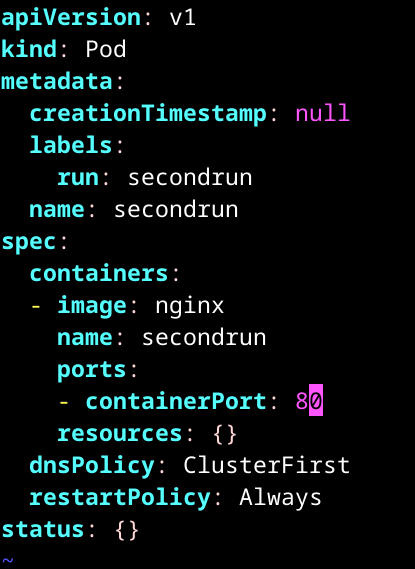 apiVersion: v1
kind: Pod
metadata:
  creationTimestamp: null
  labels:
    run: secondrun
  name: secondrun
spec:
  containers:
  - image: nginx
    name: secondrun
    ports:
    - containerPort: 80
    resources: {}
  dnsPolicy: ClusterFirst
  restartPolicy: Always
status: {}
~